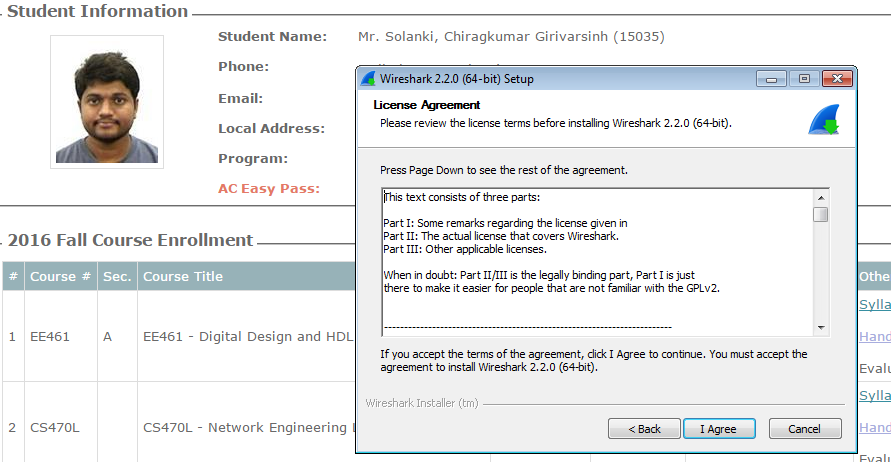 Student Information
Student Name: Mr. Solanki, Chiragkumar Girivarsinh (15035)
Phone:
Email:
Local Address:
Program:
AC Easy Pass:
Wireshark 2.2.0 (64-bit) Setup
License Agreement
Please review the license terms before installing Wireshark 2.2.0 (64-bit).
Press Page Down to see the rest of the agreement.
This text consists of three parts:
Part I: Some remarks regarding the license given in
Part II: The actual license that covers Wireshark.
Part III: Other applicable licenses.
When in doubt: Part II/III is the legally binding part, Part I is just
there to make it easier for people that are not familiar with the GPLv2.
--------------------------------------------------------------------------------
If you accept the terms of the agreement, click I Agree to continue. You must accept the
agreement to install Wireshark 2.2.0 (64-bit).
Wireshark Installer (tm)
< Back I Agree Cancel
2016 Fall Course Enrollment
# Course # Sec. Course Title Othe
1 EE461 A EE461 - Digital Design and HDL
Sylla
Hand
Evalu
2 CS470L CS470L - Network Engineering L
Sylla
Hand
Evalu